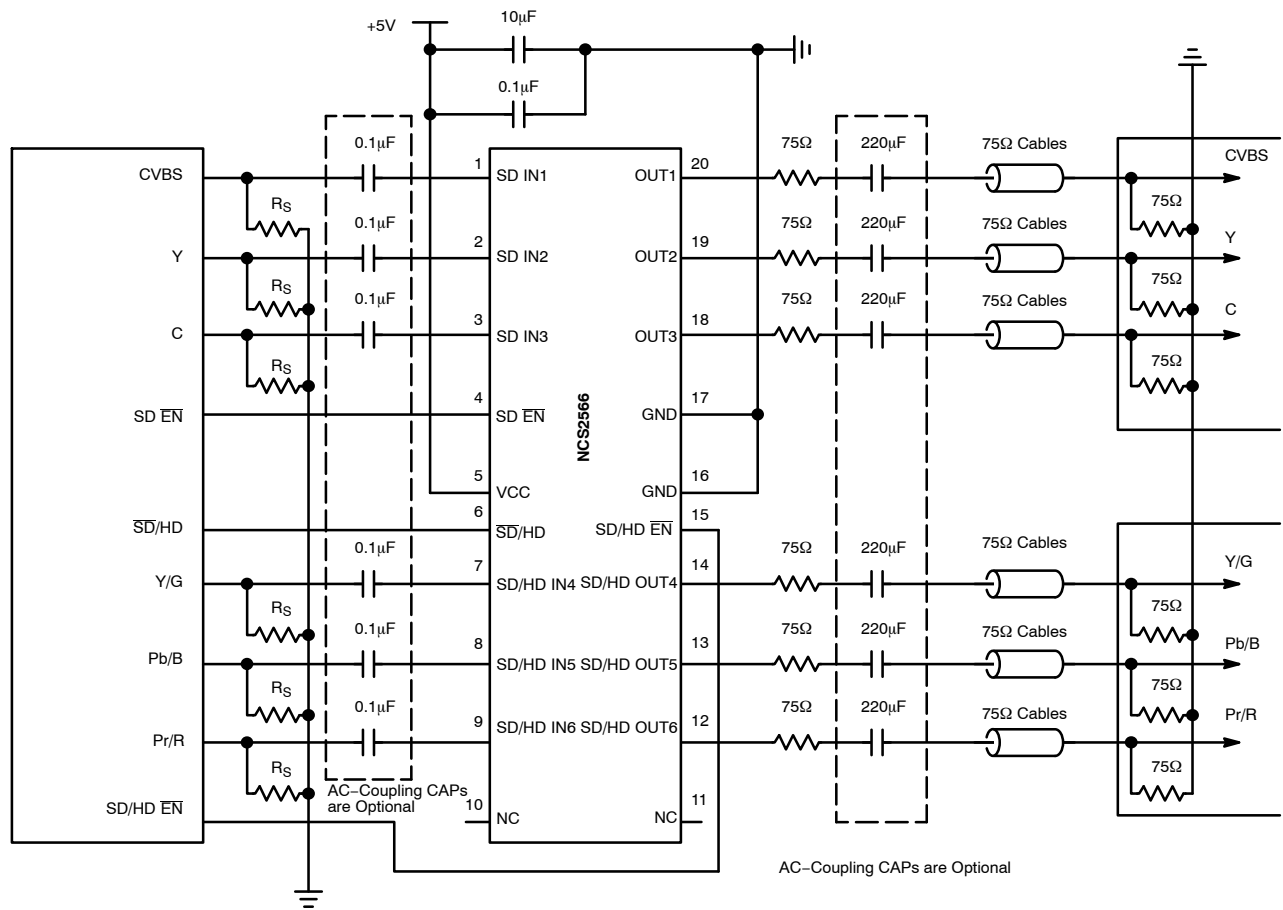 +5V
10μF
0.1μF
CVBS
RS
Y
RS
C
RS
SD EN
SD/HD
Y/G
RS
Pb/B
RS
Pr/R
RS
SD/HD EN
0.1μF
0.1μF
0.1μF
0.1μF
0.1μF
0.1μF
AC−Coupling CAPs
are Optional
1
SD IN1
2
SD IN2
3
SD IN3
4
SD EN
5
VCC
6
SD/HD
7
SD/HD IN4
8
SD/HD IN5
9
SD/HD IN6
10
NC
NCS2566
20
OUT1
19
OUT2
18
OUT3
17
GND
16
GND
15
SD/HD EN
14
SD/HD OUT4
13
SD/HD OUT5
12
SD/HD OUT6
11
NC
75Ω
220μF
75Ω Cables
75Ω
220μF
75Ω Cables
75Ω
220μF
75Ω Cables
75Ω
220μF
75Ω Cables
75Ω
220μF
75Ω Cables
75Ω
220μF
75Ω Cables
AC−Coupling CAPs are Optional
CVBS
75Ω
Y
75Ω
C
75Ω
Y/G
75Ω
Pb/B
75Ω
Pr/R
75Ω